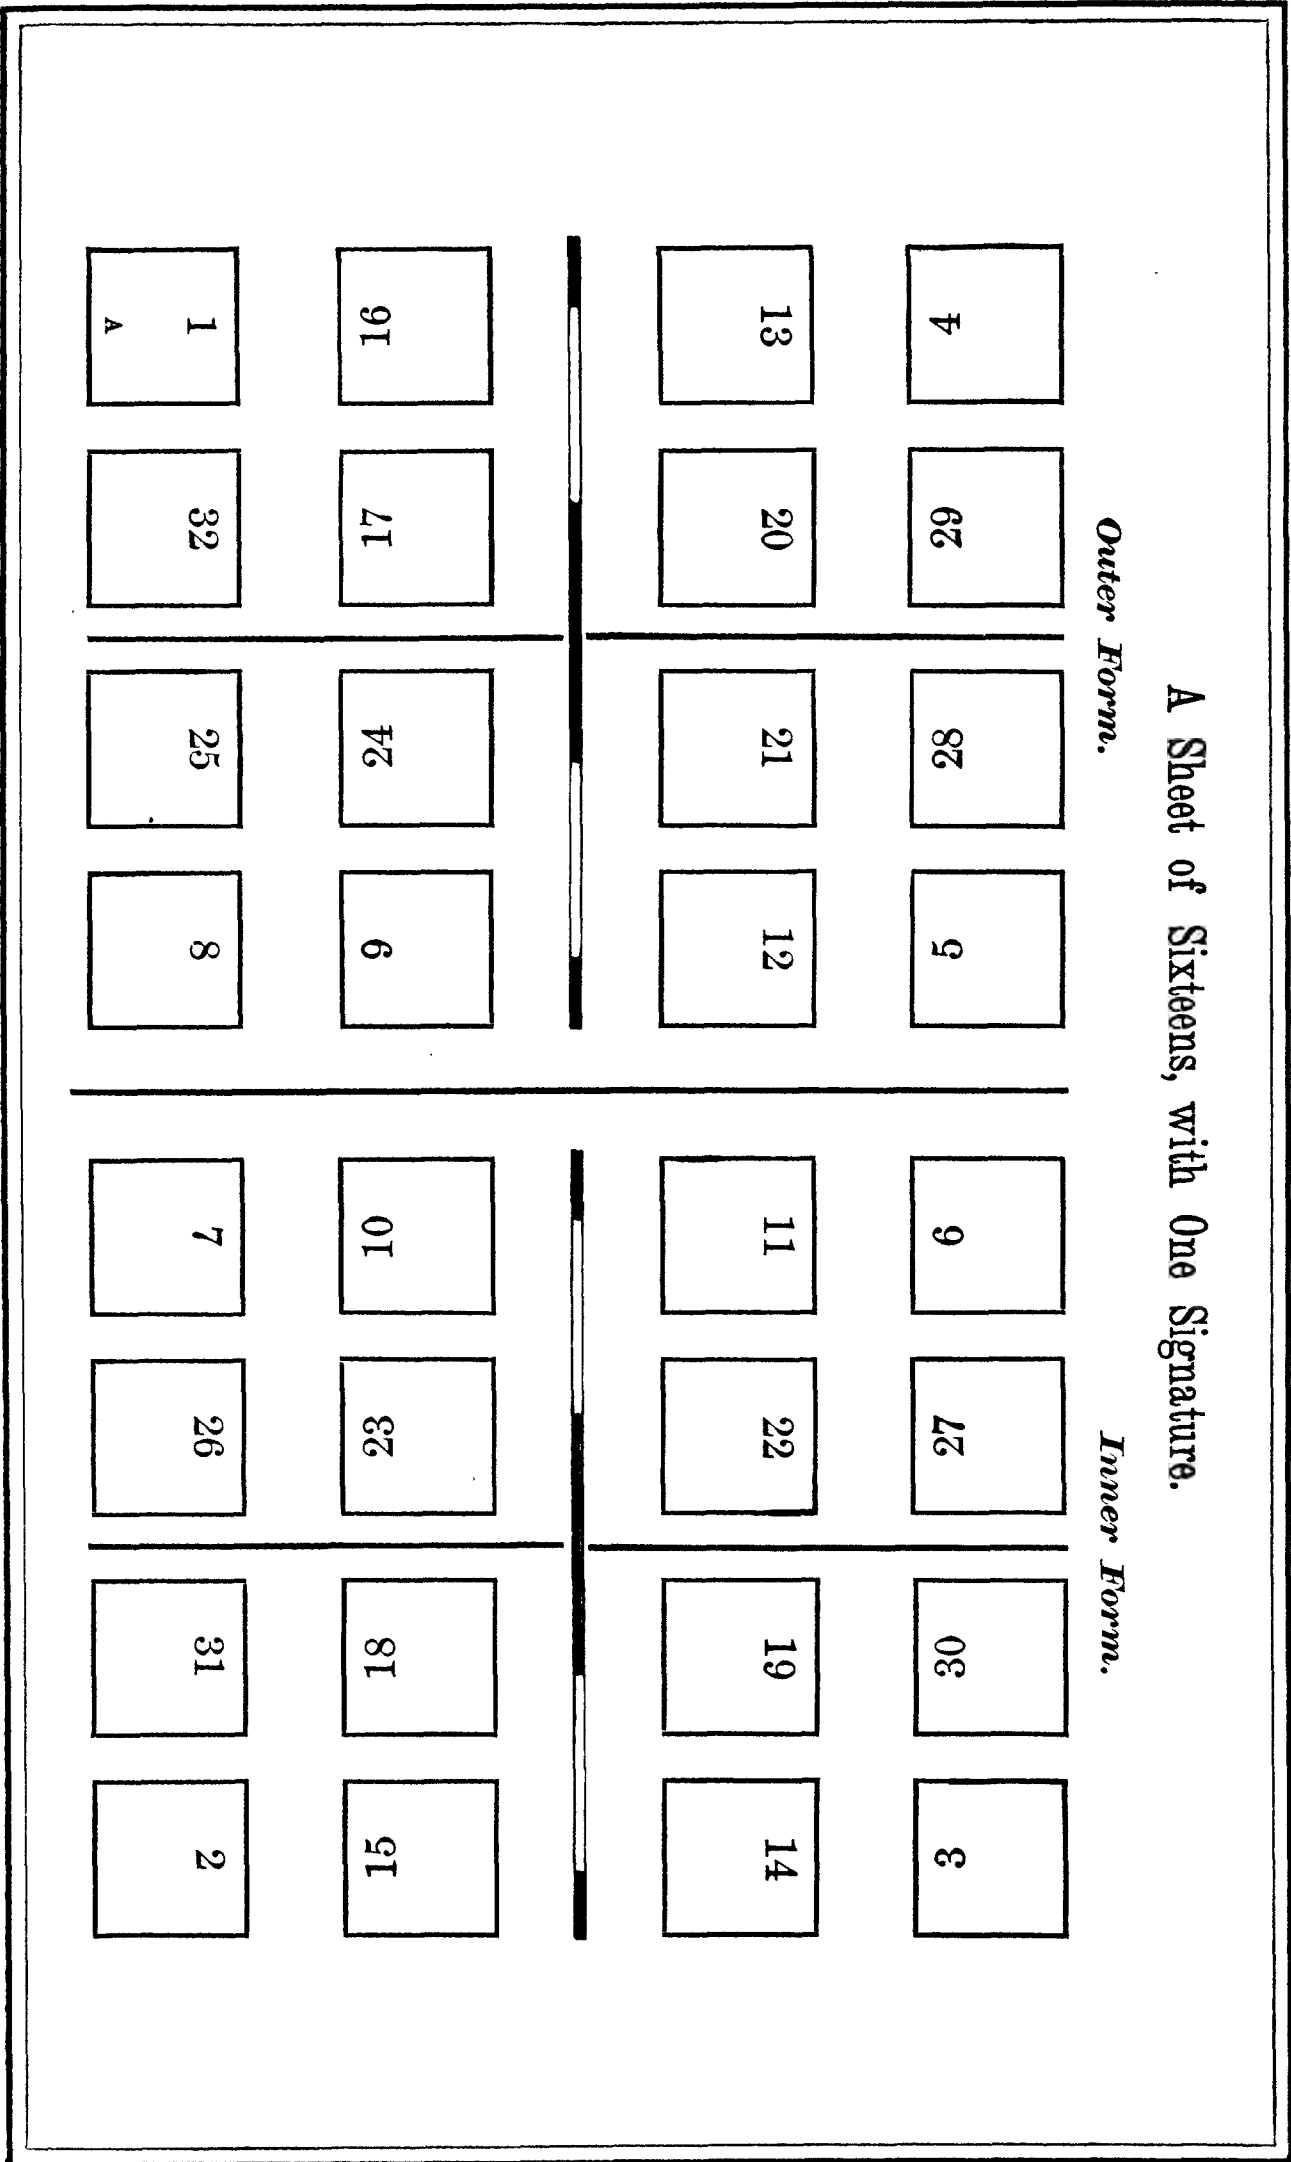 A Sheet of Sixteens, with One Signature.
Outer Form. Inner Form.
4 29 28 5 6 27 30 3
13 20 21 12 11 22 19 14
16 17 24 9 10 23 18 15
1 32 25 8 7 26 31 2
A